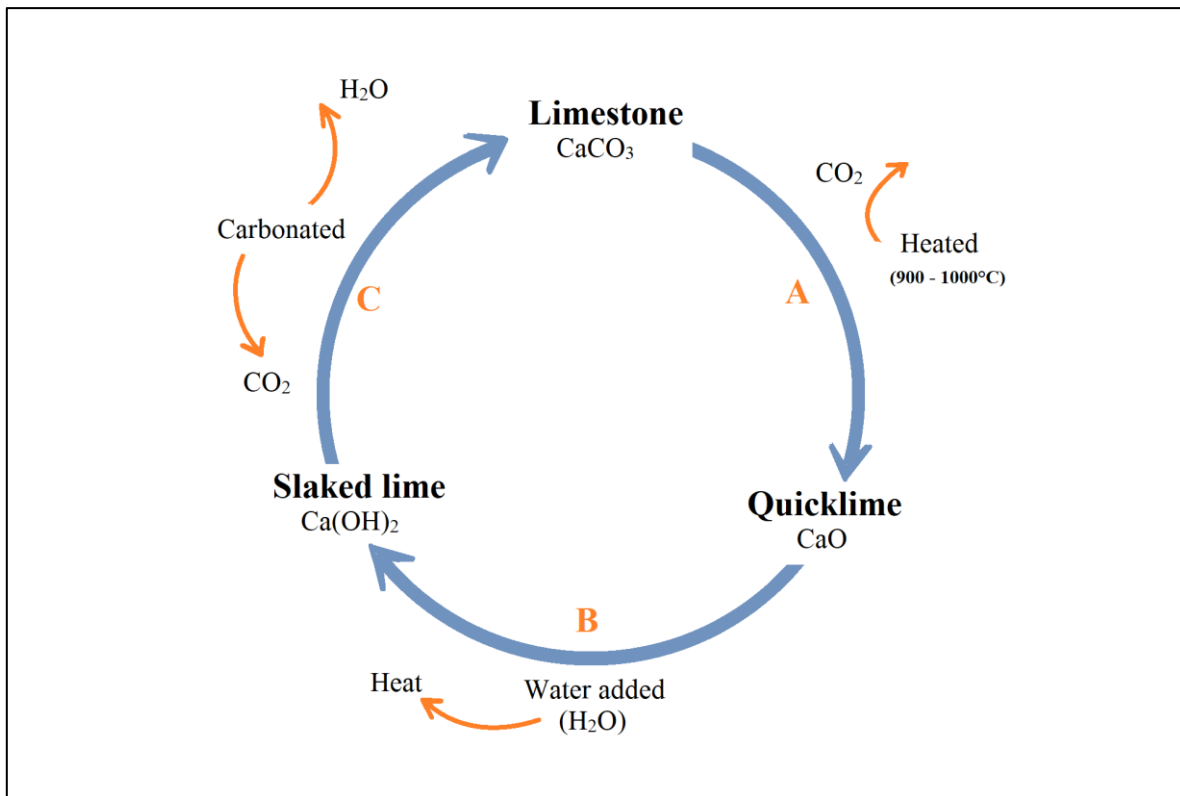 Limestone
CaCO₃
H₂O
Carbonated
CO₂
C
CO₂
Heated
(900 - 1000°C)
A
Slaked lime
Ca(OH)₂
Quicklime
CaO
B
Heat
Water added
(H₂O)